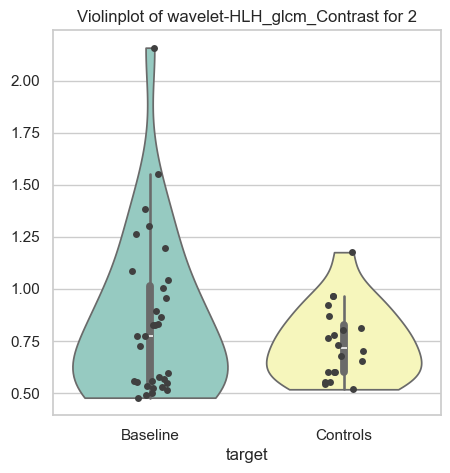 Violinplot of wavelet-HLH_glcm_Contrast for 2
2.00
1.75
1.50
1.25
1.00
0.75
0.50
Baseline Controls
target